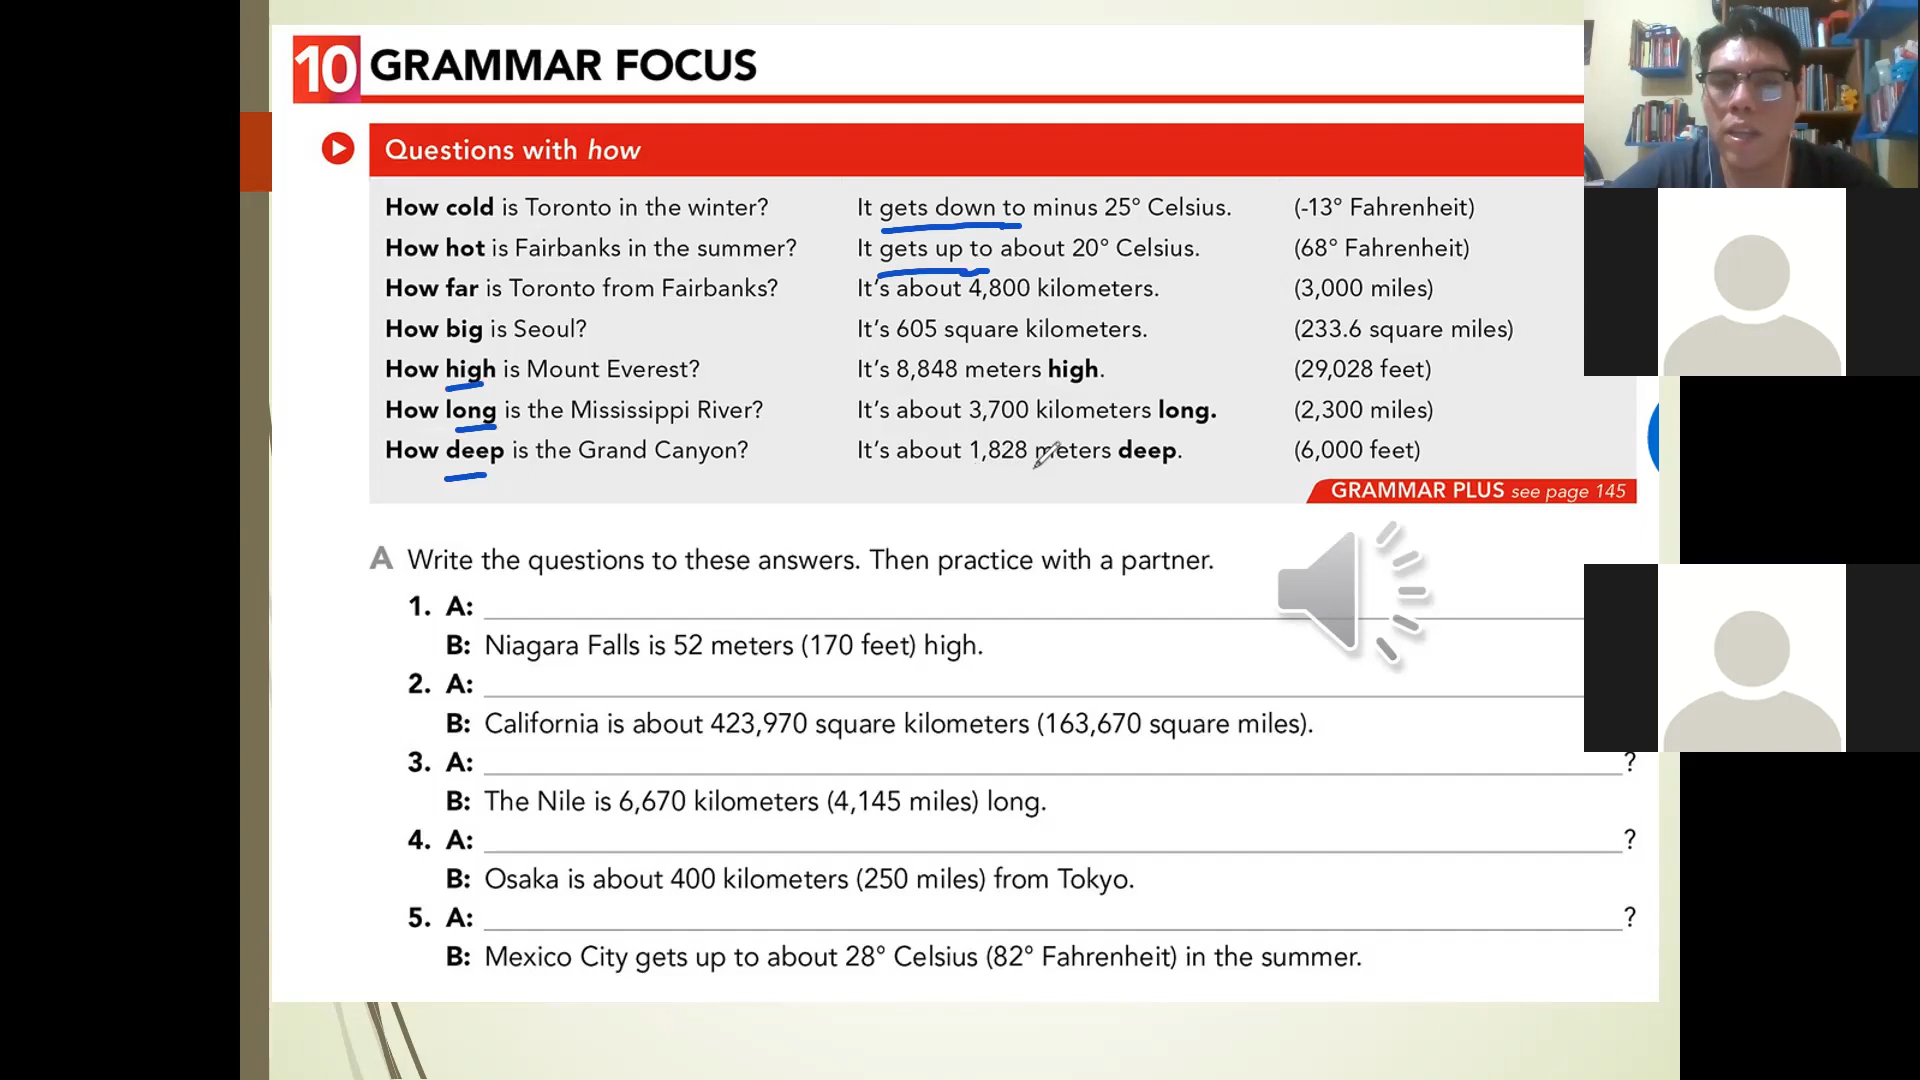 10 GRAMMAR FOCUS
Questions with how
How cold is Toronto in the winter? It gets down to minus 25° Celsius. (-13° Fahrenheit)
How hot is Fairbanks in the summer? It gets up to about 20° Celsius. (68° Fahrenheit)
How far is Toronto from Fairbanks? It's about 4,800 kilometers. (3,000 miles)
How big is Seoul? It's 605 square kilometers. (233.6 square miles)
How high is Mount Everest? It's 8,848 meters high. (29,028 feet)
How long is the Mississippi River? It's about 3,700 kilometers long. (2,300 miles)
How deep is the Grand Canyon? It's about 1,828 meters deep. (6,000 feet)
GRAMMAR PLUS see page 145
A Write the questions to these answers. Then practice with a partner.
1. A:
B: Niagara Falls is 52 meters (170 feet) high.
2. A:
B: California is about 423,970 square kilometers (163,670 square miles).
3. A: ?
B: The Nile is 6,670 kilometers (4,145 miles) long.
4. A: ?
B: Osaka is about 400 kilometers (250 miles) from Tokyo.
5. A: ?
B: Mexico City gets up to about 28° Celsius (82° Fahrenheit) in the summer.